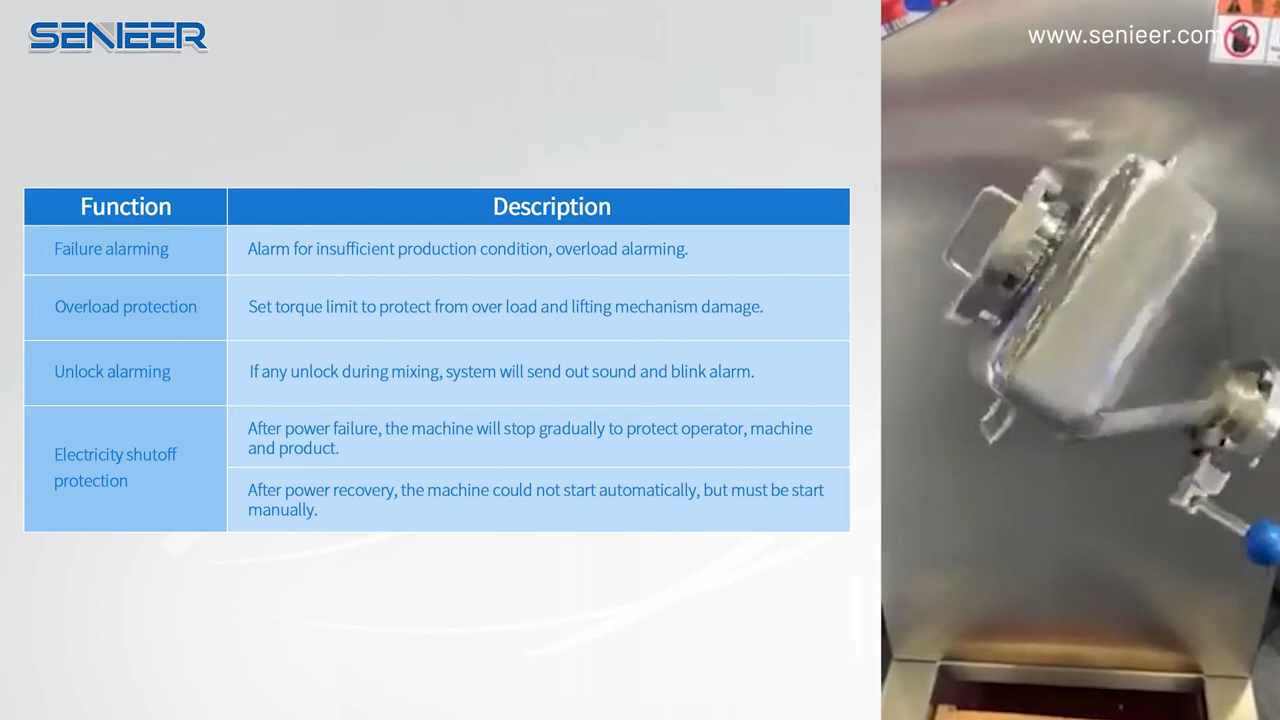 SENIEER
www.senieer.com
Function
Description
Failure alarming
Alarm for insufficient production condition, overload alarming.
Overload protection
Set torque limit to protect from over load and lifting mechanism damage.
Unlock alarming
If any unlock during mixing, system will send out sound and blink alarm.
Electricity shutoff
protection
After power failure, the machine will stop gradually to protect operator, machine
and product.
After power recovery, the machine could not start automatically, but must be start
manually.